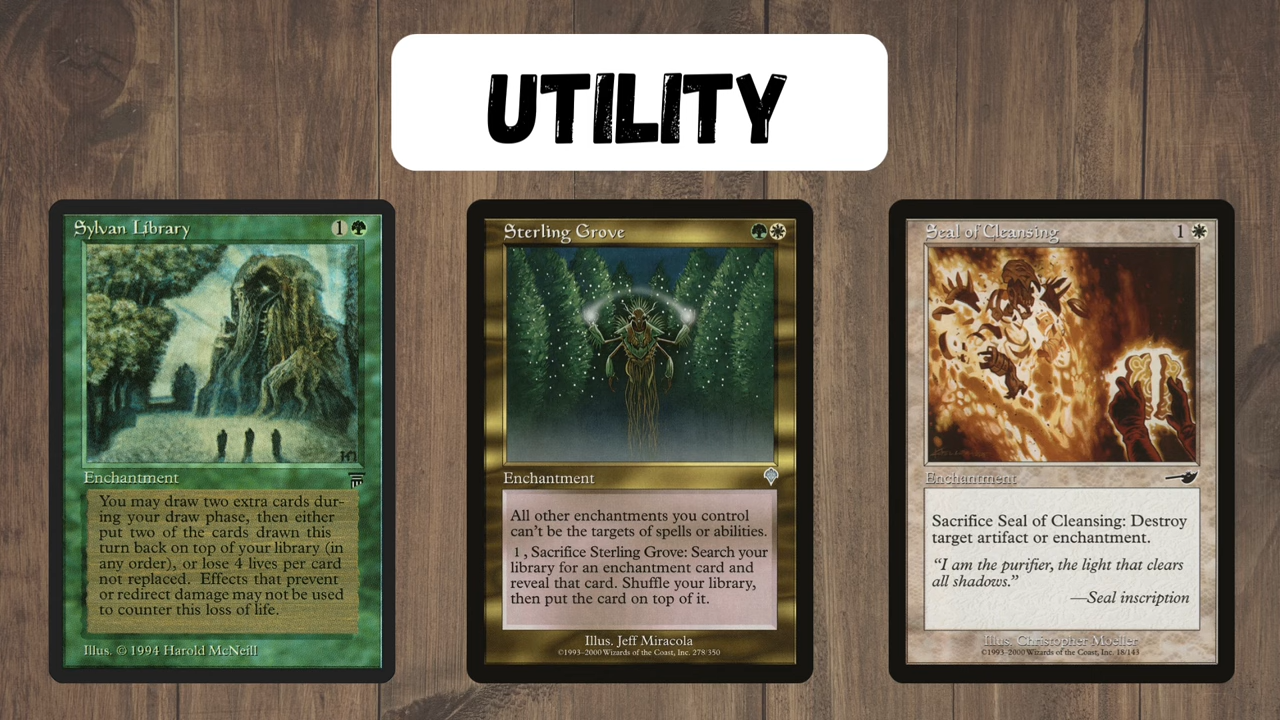 UTILITY
Sylvan Library
1
Enchantment
You may draw two extra cards dur-
ing your draw phase, then either
put two of the cards drawn this
turn back on top of your library (in
any order), or lose 4 lives per card
not replaced. Effects that prevent
or redirect damage may not be used
to counter this loss of life.
Illus. © 1994 Harold McNeill
Sterling Grove
Enchantment
All other enchantments you control
can't be the targets of spells or abilities.
1 , Sacrifice Sterling Grove: Search your
library for an enchantment card and
reveal that card. Shuffle your library,
then put the card on top of it.
Illus. Jeff Miracola
©1993-2000 Wizards of the Coast, Inc. 278/350
Seal of Cleansing
1
Enchantment
Sacrifice Seal of Cleansing: Destroy
target artifact or enchantment.
“I am the purifier, the light that clears
all shadows.”
—Seal inscription
Illus. Christopher Moeller
©1993-2000 Wizards of the Coast, Inc. 18/143